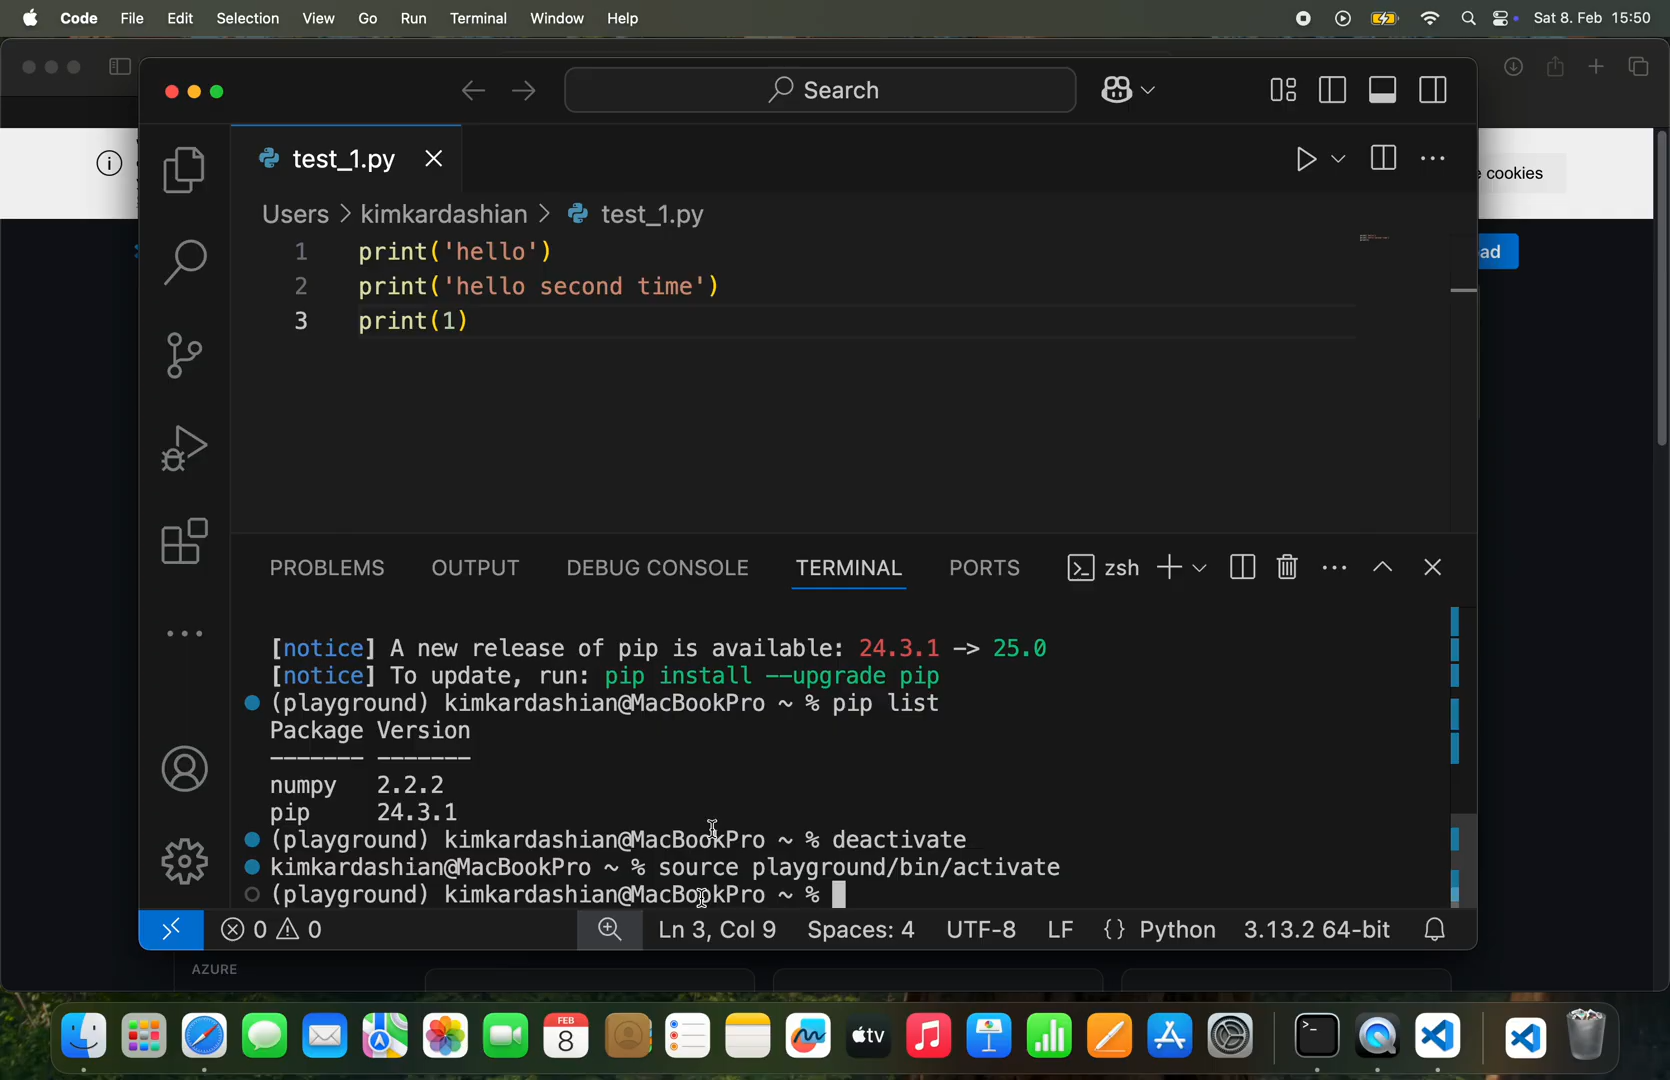 Code File Edit Selection View Go Run Terminal Window Help Sat 8. Feb 15:50
Search
test_1.py
cookies
Users > kimkardashian > test_1.py
ad
1 print('hello')
2 print('hello second time')
3 print(1)
PROBLEMS OUTPUT DEBUG CONSOLE TERMINAL PORTS zsh
[notice] A new release of pip is available: 24.3.1 -> 25.0
[notice] To update, run: pip install --upgrade pip
(playground) kimkardashian@MacBookPro ~ % pip list
Package Version
------- -------
numpy 2.2.2
pip 24.3.1
(playground) kimkardashian@MacBookPro ~ % deactivate
kimkardashian@MacBookPro ~ % source playground/bin/activate
(playground) kimkardashian@MacBookPro ~ %
0 0 Ln 3, Col 9 Spaces: 4 UTF-8 LF {} Python 3.13.2 64-bit
AZURE
FEB
8
tv